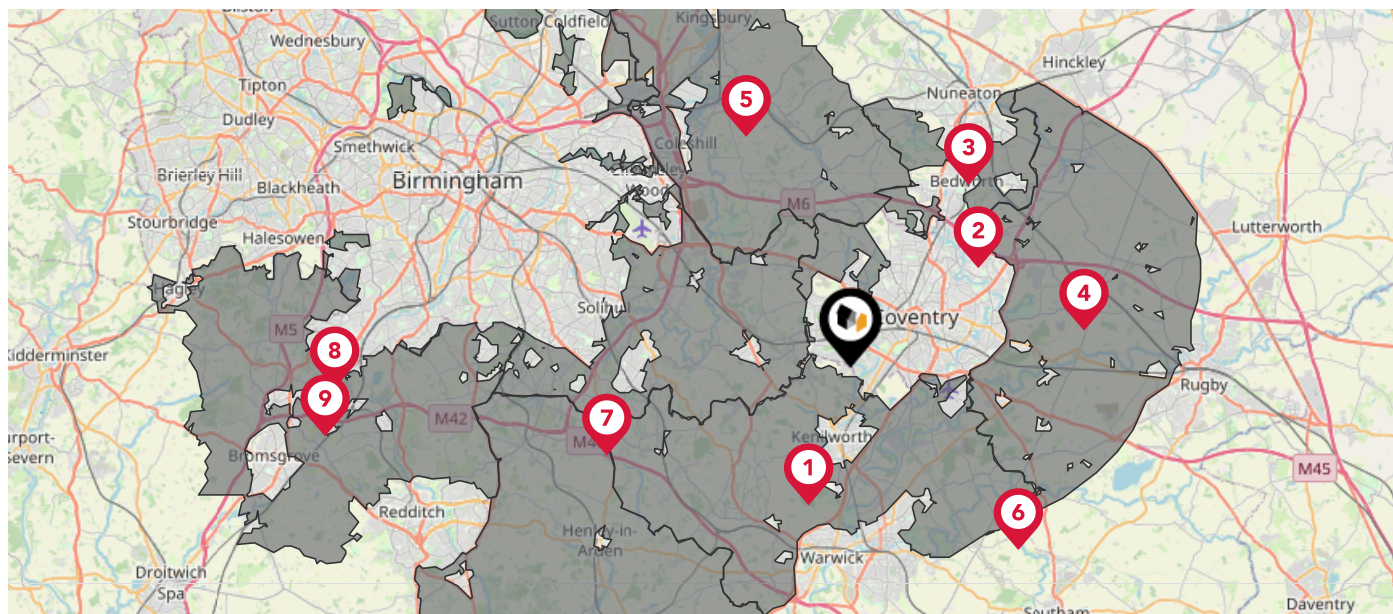 Sutton Coldfield
Kingsbury
Wednesbury
Hinckley
Tipton
Nuneaton
5
Dudley
Smethwick
Coleshill
3
Brierley Hill
Birmingham
Wood
Bedworth
Blackheath
M6
Stourbridge
2
Lutterworth
Halesowen
Hagley
4
Solihull
Coventry
M5
8
Kidderminster
Rugby
9
M42
7
Kenilworth
Bromsgrove
1
M45
Redditch
6
Henley-in-
Arden
Warwick
Droitwich
Spa
Southam
Daventry